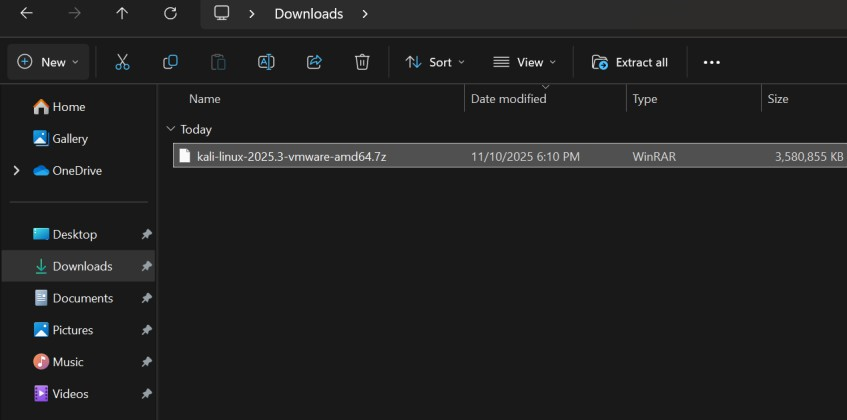 Downloads
New
Sort
View
Extract all
Name Date modified Type Size
Home
Today
Gallery
kali-linux-2025.3-vmware-amd64.7z 11/10/2025 6:10 PM WinRAR 3,580,855 KB
OneDrive
Desktop
Downloads
Documents
Pictures
Music
Videos